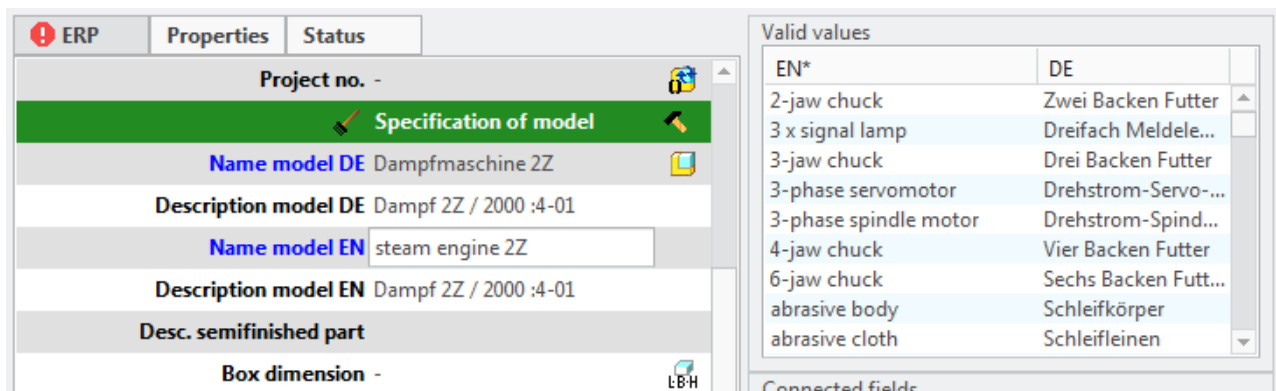 ERP Properties Status
Project no. -
Specification of model
Name model DE Dampfmaschine 2Z
Description model DE Dampf 2Z / 2000 :4-01
Name model EN steam engine 2Z
Description model EN Dampf 2Z / 2000 :4-01
Desc. semifinished part
Box dimension - L·B·H
Valid values
EN* DE
2-jaw chuck Zwei Backen Futter
3 x signal lamp Dreifach Meldele...
3-jaw chuck Drei Backen Futter
3-phase servomotor Drehstrom-Servo-...
3-phase spindle motor Drehstrom-Spind...
4-jaw chuck Vier Backen Futter
6-jaw chuck Sechs Backen Futt...
abrasive body Schleifkörper
abrasive cloth Schleifleinen
Connected fields